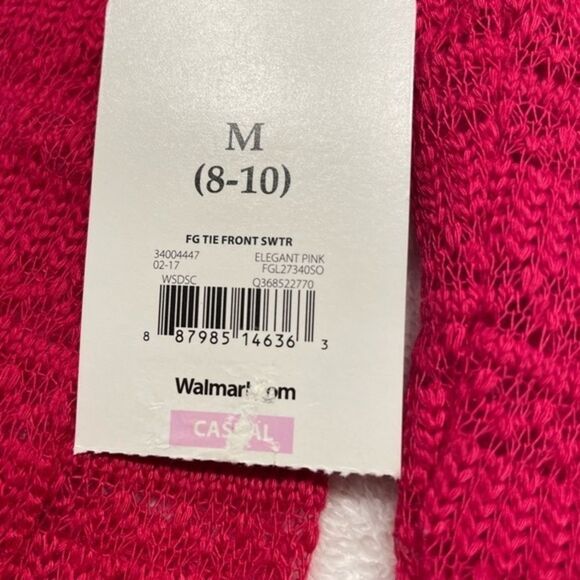 M
(8-10)
FG TIE FRONT SWTR
34004447 ELEGANT PINK
02-17 FGL27340SO
WSDSC Q368522770
8 87985 14636 3